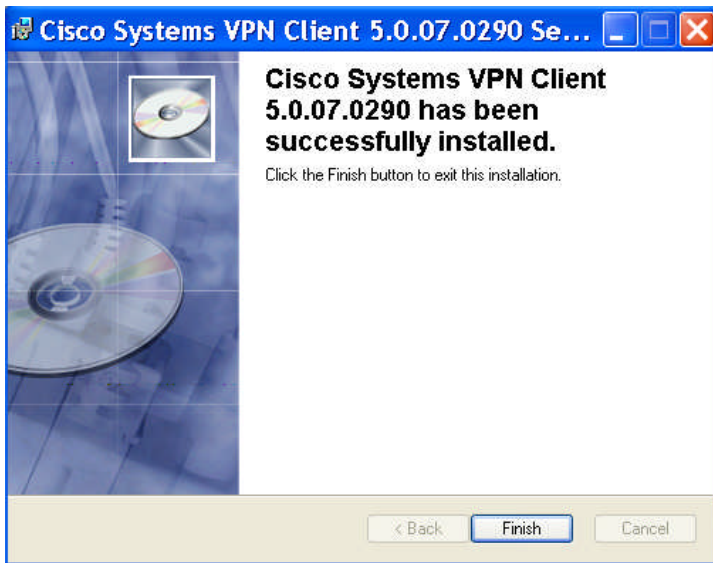 Cisco Systems VPN Client 5.0.07.0290 Se...
Cisco Systems VPN Client
5.0.07.0290 has been
successfully installed.
Click the Finish button to exit this installation.
< Back
Finish
Cancel